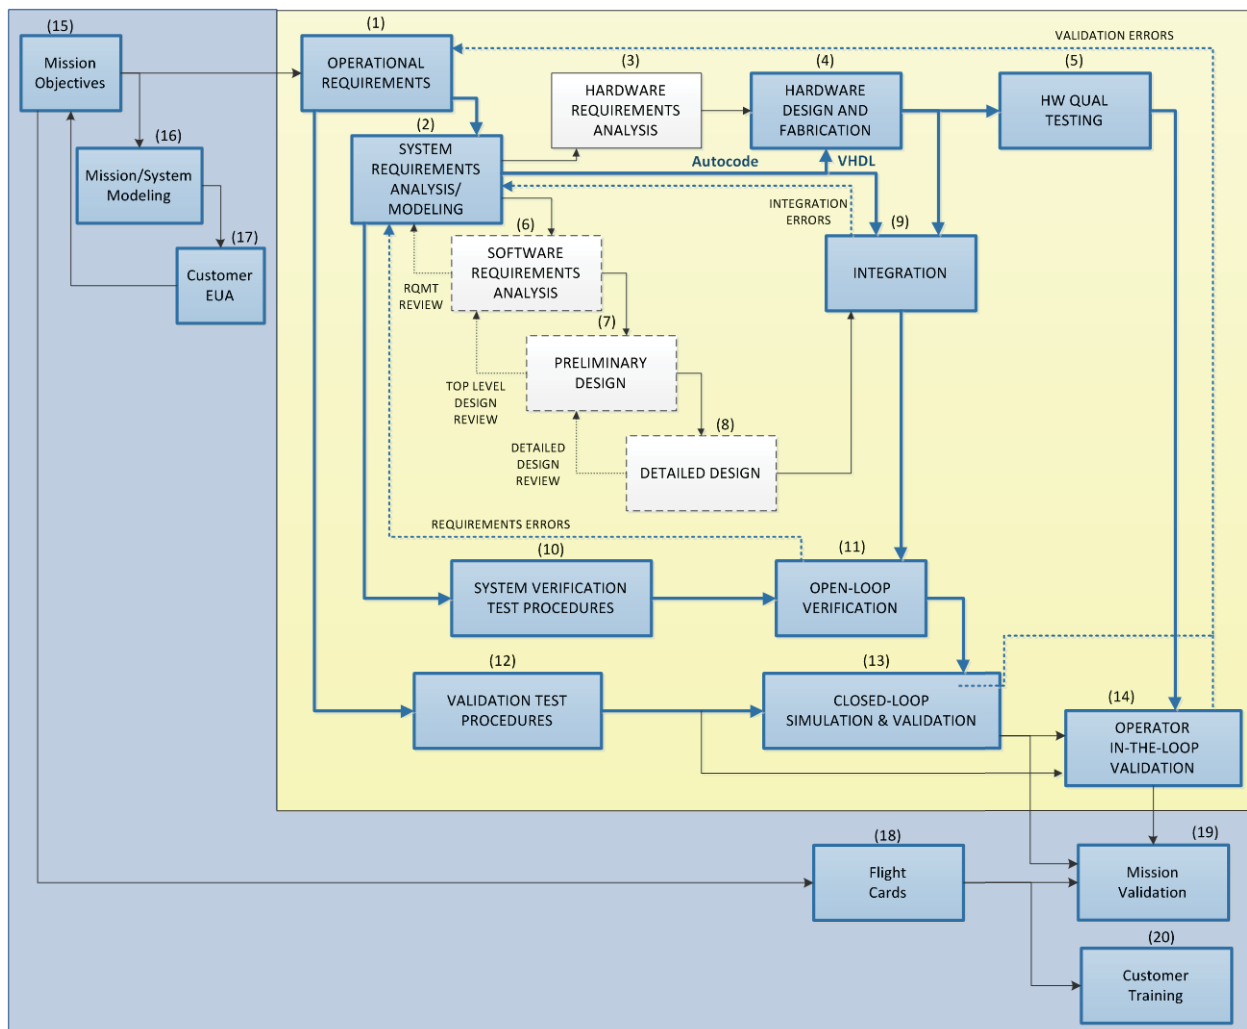 (15)
Mission
Objectives
(16)
Mission/System
Modeling
(17)
Customer
EUA
(1)
OPERATIONAL
REQUIREMENTS
VALIDATION ERRORS
(2)
SYSTEM
REQUIREMENTS
ANALYSIS/
MODELING
(3)
HARDWARE
REQUIREMENTS
ANALYSIS
(4)
HARDWARE
DESIGN AND
FABRICATION
(5)
HW QUAL
TESTING
Autocode
VHDL
INTEGRATION
ERRORS
(6)
SOFTWARE
REQUIREMENTS
ANALYSIS
RQMT
REVIEW
(7)
PRELIMINARY
DESIGN
TOP LEVEL
DESIGN
REVIEW
(8)
DETAILED DESIGN
DETAILED
DESIGN
REVIEW
(9)
INTEGRATION
REQUIREMENTS ERRORS
(10)
SYSTEM VERIFICATION
TEST PROCEDURES
(11)
OPEN-LOOP
VERIFICATION
(12)
VALIDATION TEST
PROCEDURES
(13)
CLOSED-LOOP
SIMULATION & VALIDATION
(14)
OPERATOR
IN-THE-LOOP
VALIDATION
(18)
Flight
Cards
(19)
Mission
Validation
(20)
Customer
Training